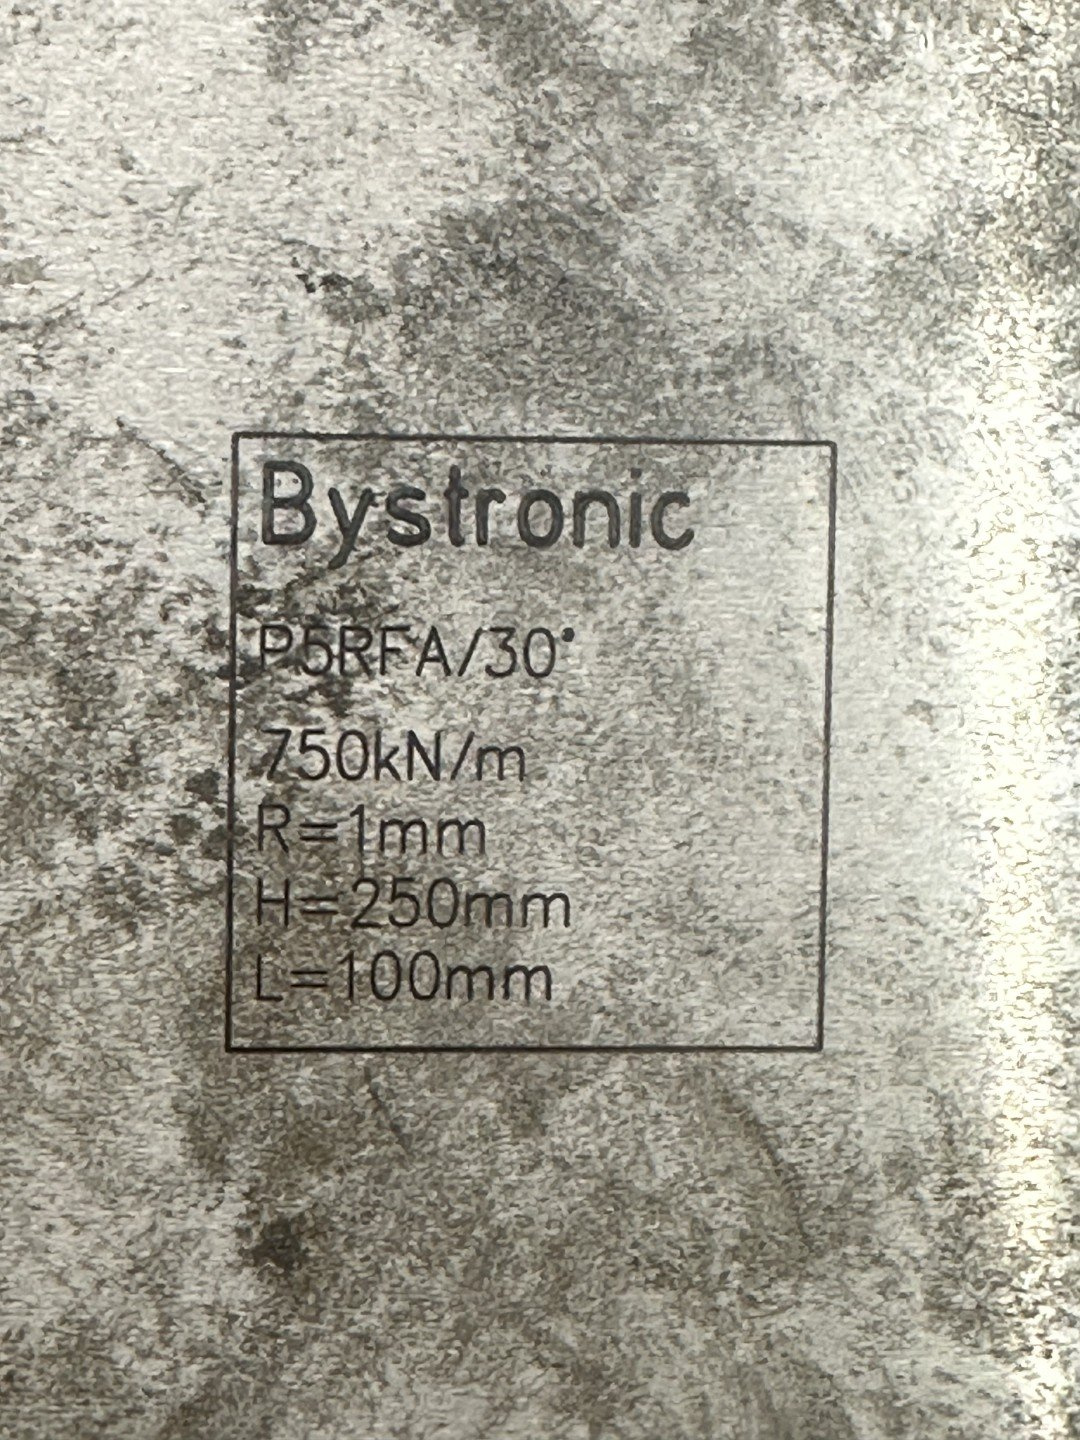 Bystronic
P5RFA/30°
750kN/m
R=1mm
H=250mm
L=100mm